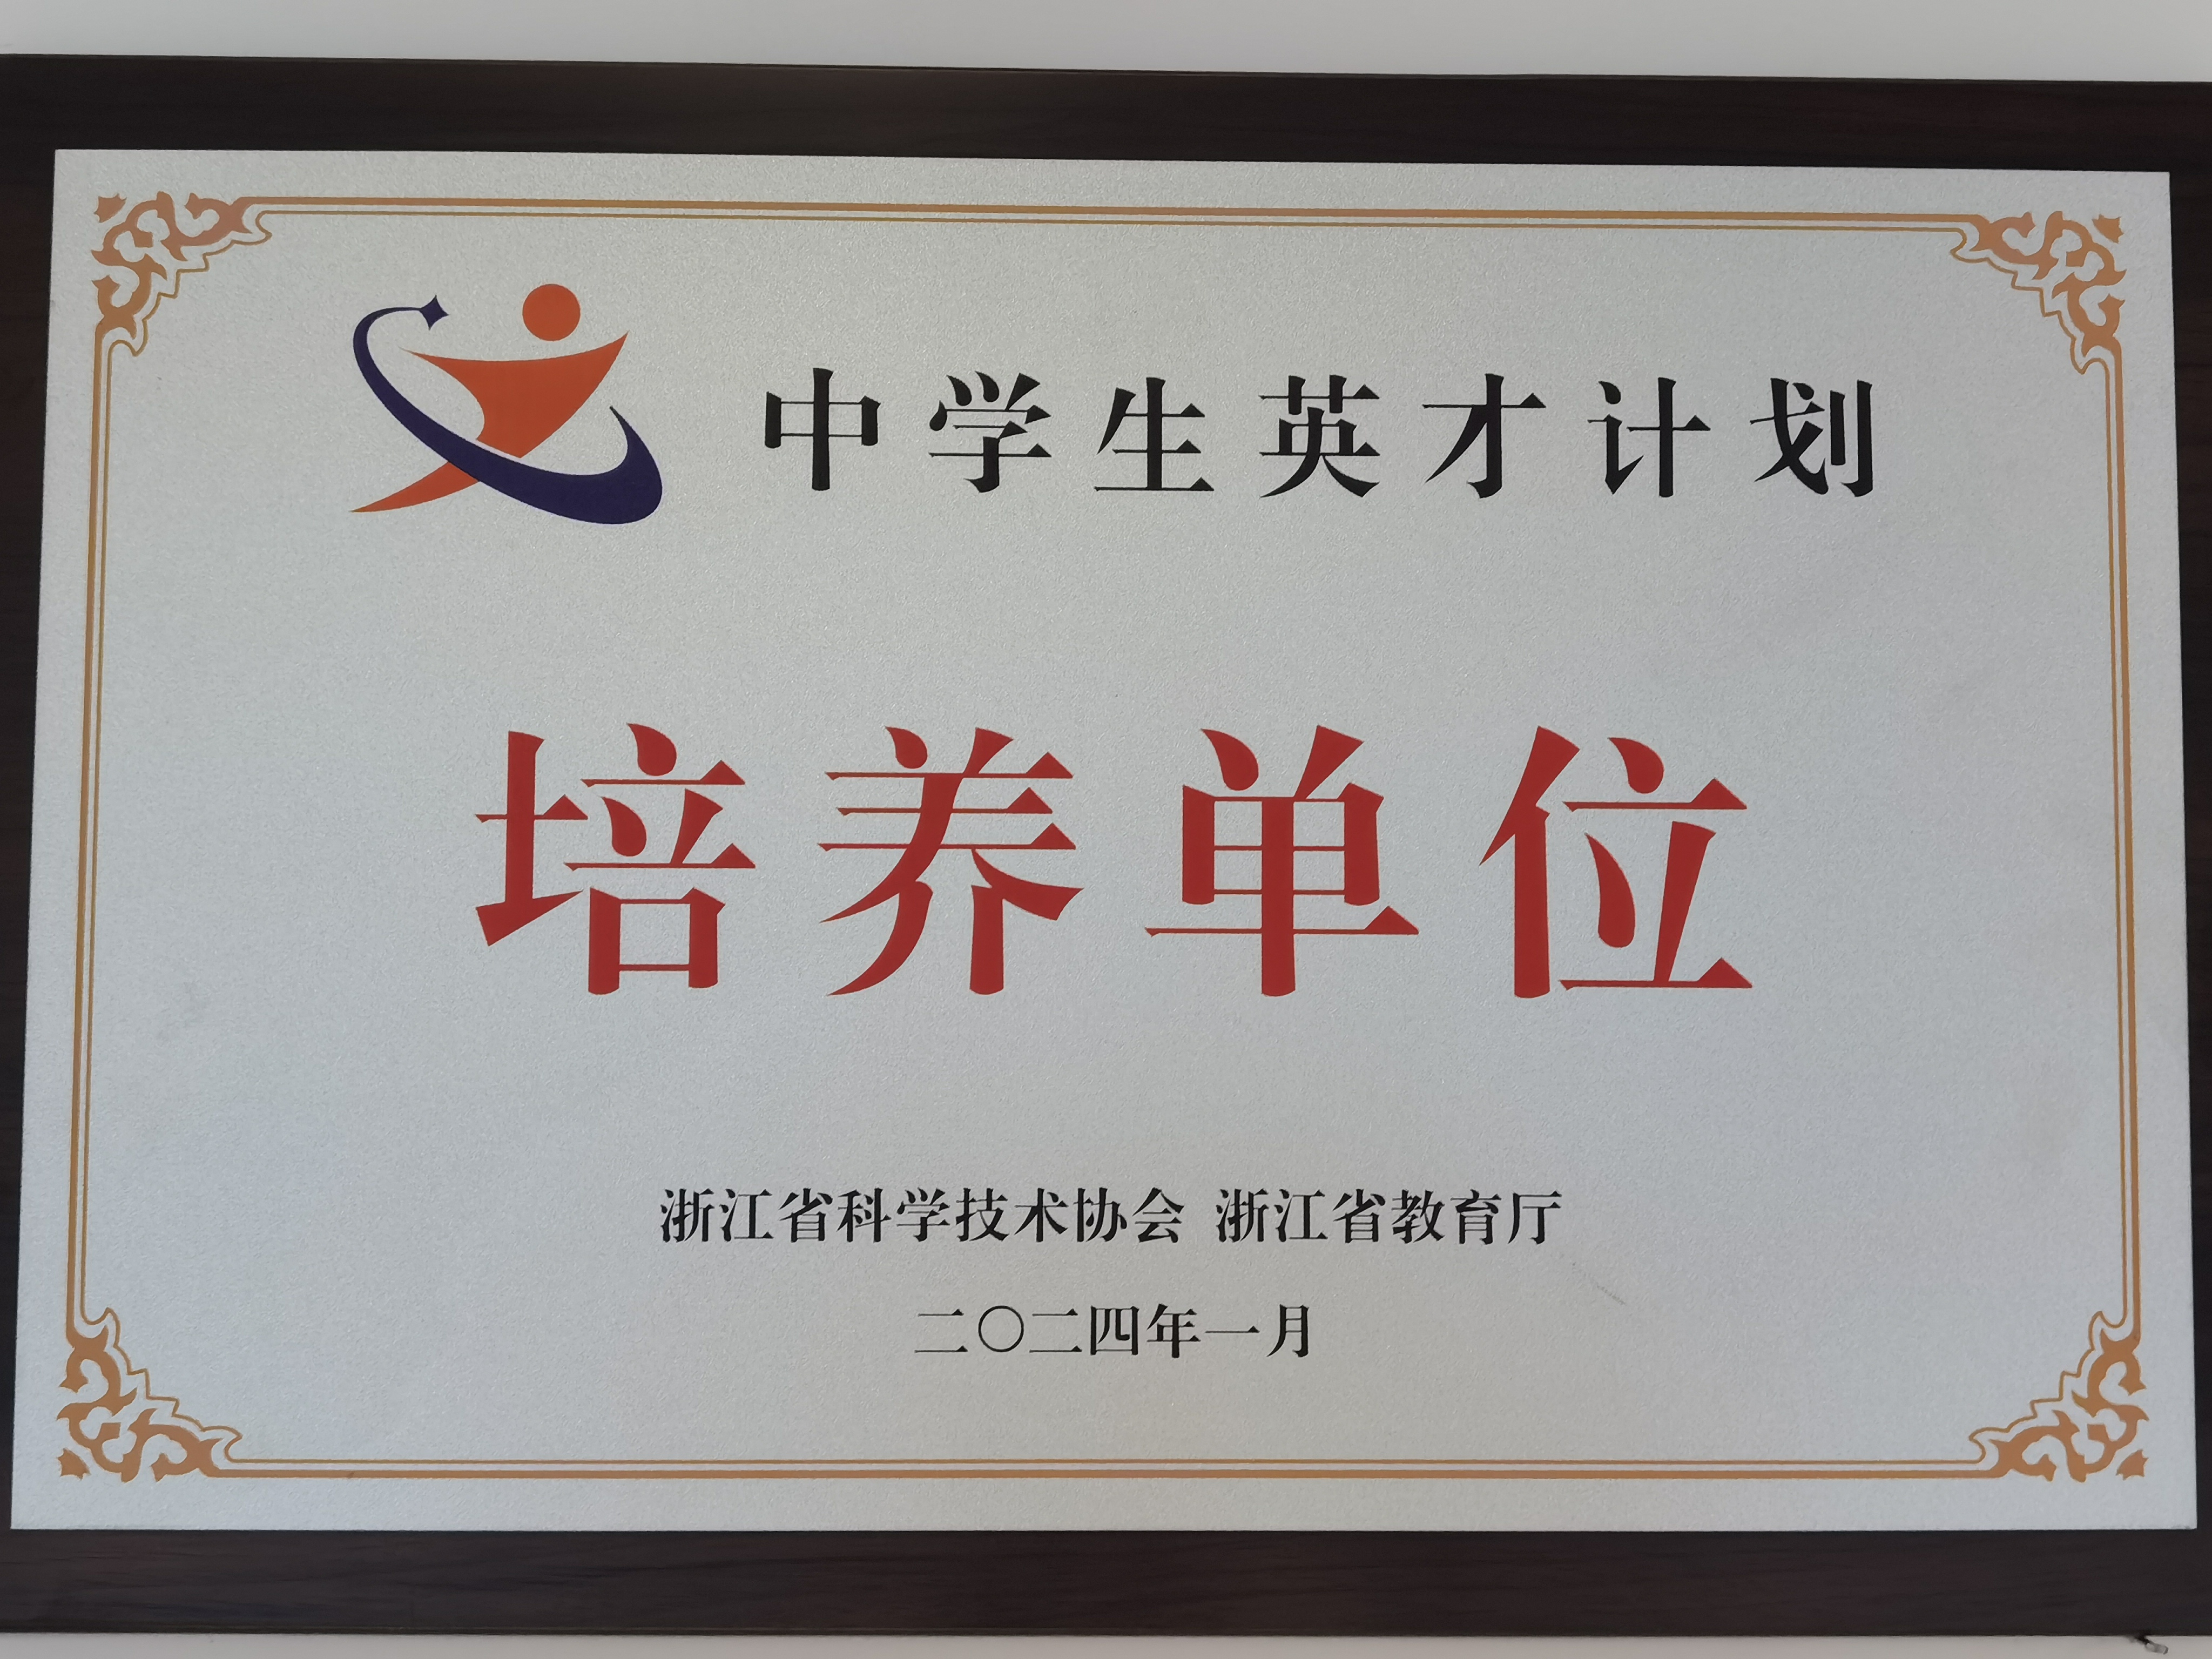 中学生英才计划
培养单位
浙江省科学技术协会 浙江省教育厅
二〇二四年一月